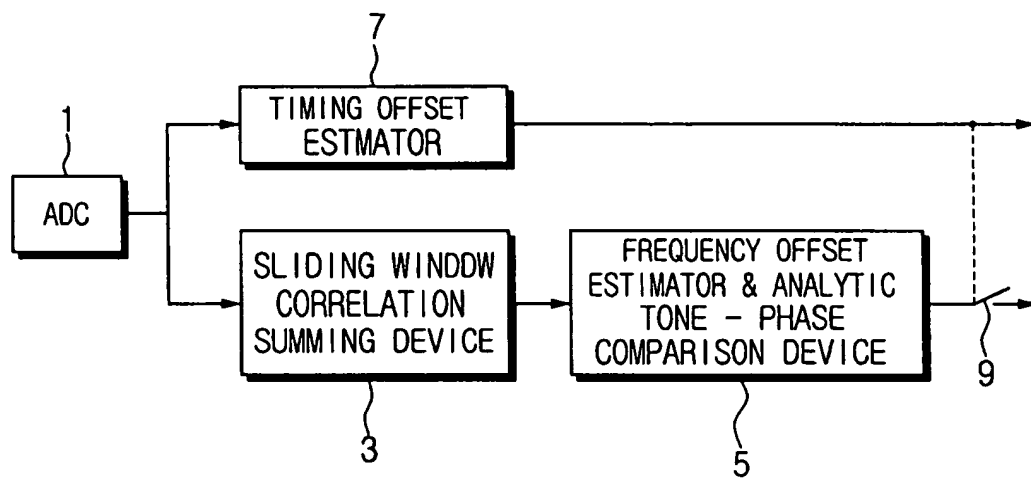 7
TIMING OFFSET
ESTMATOR
1
ADC
SLIDING WINDOW
CORRELATION
SUMMING DEVICE
FREQUENCY OFFSET
ESTIMATOR & ANALYTIC
TONE - PHASE
COMPARISON DEVICE
9
3
5